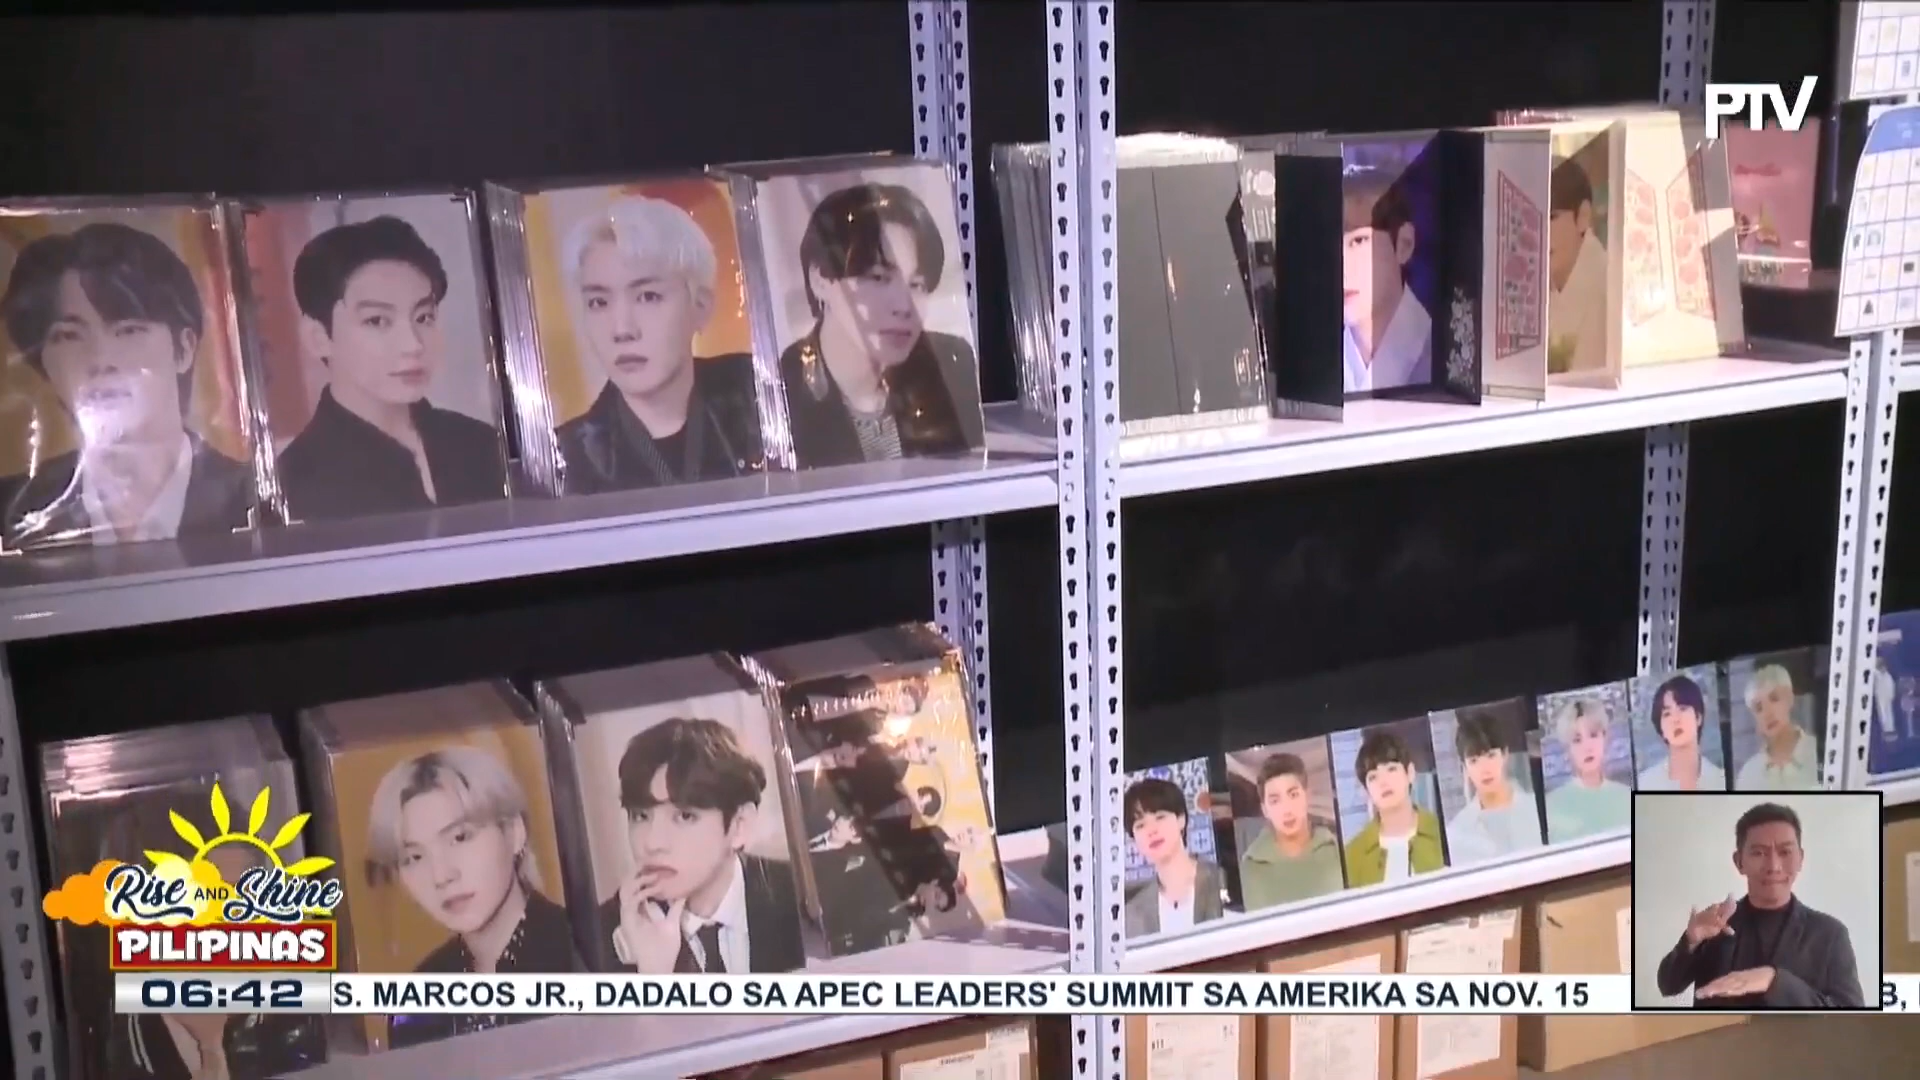 PTV
Rise AND Shine
PILIPINAS
06:42
S. MARCOS JR., DADALO SA APEC LEADERS' SUMMIT SA AMERIKA SA NOV. 15